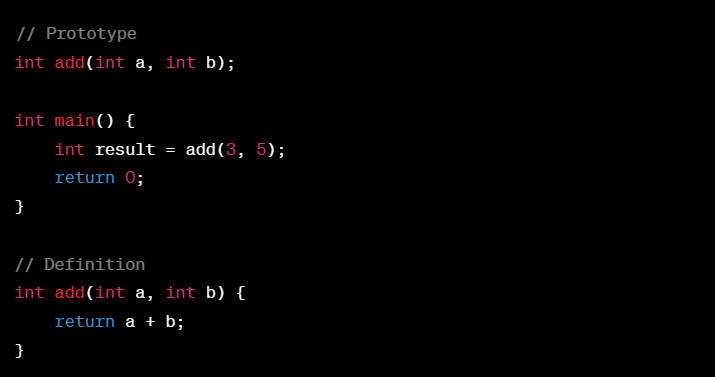 // Prototype
int add(int a, int b);

int main() {
    int result = add(3, 5);
    return 0;
}

// Definition
int add(int a, int b) {
    return a + b;
}